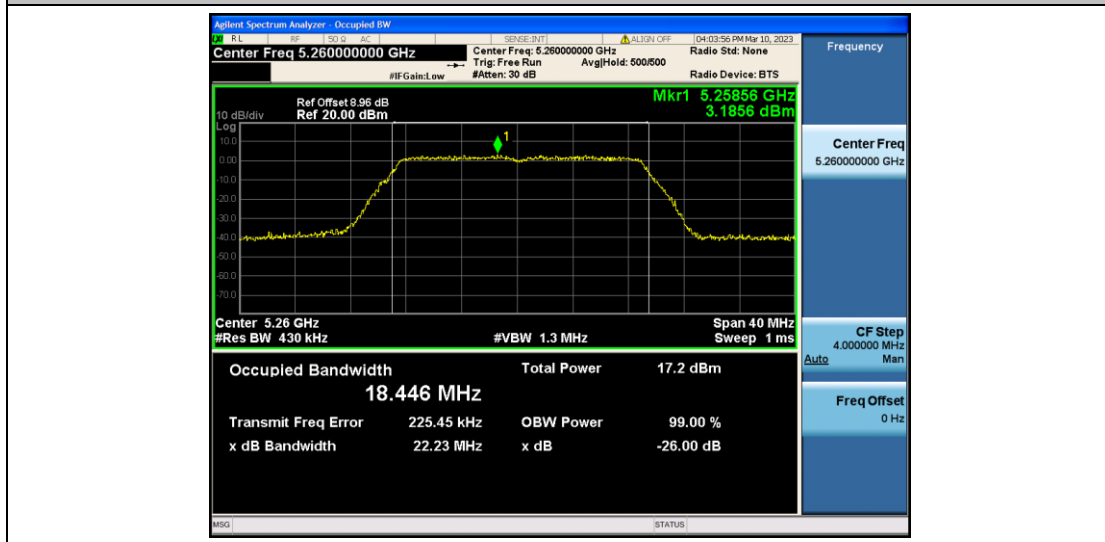 Agilent Spectrum Analyzer - Occupied BW
RL RF 50 Ω AC SENSE:INT ALIGN OFF 04:03:56 PM Mar 10, 2023
Center Freq 5.260000000 GHz
Center Freq: 5.260000000 GHz Radio Std: None
Trig: Free Run Avg|Hold: 500/500
#IFGain:Low #Atten: 30 dB Radio Device: BTS
Ref Offset 8.96 dB
10 dB/div Ref 20.00 dBm
Mkr1 5.25856 GHz
3.1856 dBm
Log
10.0
0.00
-10.0
-20.0
-30.0
-40.0
-50.0
-60.0
-70.0
1
Center 5.26 GHz Span 40 MHz
#Res BW 430 kHz #VBW 1.3 MHz Sweep 1 ms
Occupied Bandwidth Total Power 17.2 dBm
18.446 MHz
Transmit Freq Error 225.45 kHz OBW Power 99.00 %
x dB Bandwidth 22.23 MHz x dB -26.00 dB
MSG STATUS
Frequency
Center Freq
5.260000000 GHz
CF Step
4.000000 MHz
Auto Man
Freq Offset
0 Hz